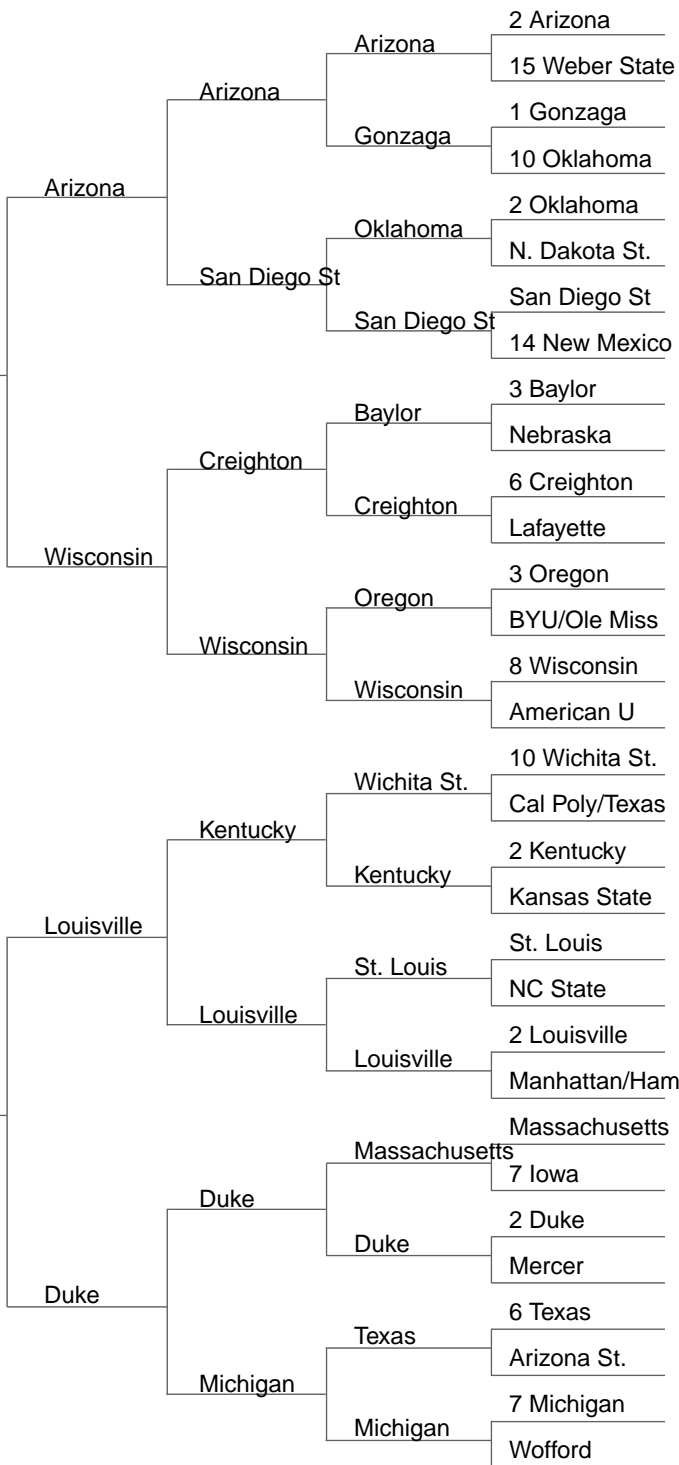 2 Arizona
Arizona
15 Weber State
Arizona
1 Gonzaga
Gonzaga
10 Oklahoma
Arizona
2 Oklahoma
Oklahoma
N. Dakota St.
San Diego St
San Diego St
San Diego St
14 New Mexico
3 Baylor
Baylor
Nebraska
Creighton
6 Creighton
Creighton
Lafayette
Wisconsin
3 Oregon
Oregon
BYU/Ole Miss
Wisconsin
8 Wisconsin
Wisconsin
American U
10 Wichita St.
Wichita St.
Cal Poly/Texas
Kentucky
2 Kentucky
Kentucky
Kansas State
Louisville
St. Louis
St. Louis
NC State
Louisville
2 Louisville
Louisville
Manhattan/Ham
Massachusetts
Massachusetts
7 Iowa
Duke
2 Duke
Duke
Mercer
Duke
6 Texas
Texas
Arizona St.
Michigan
7 Michigan
Michigan
Wofford